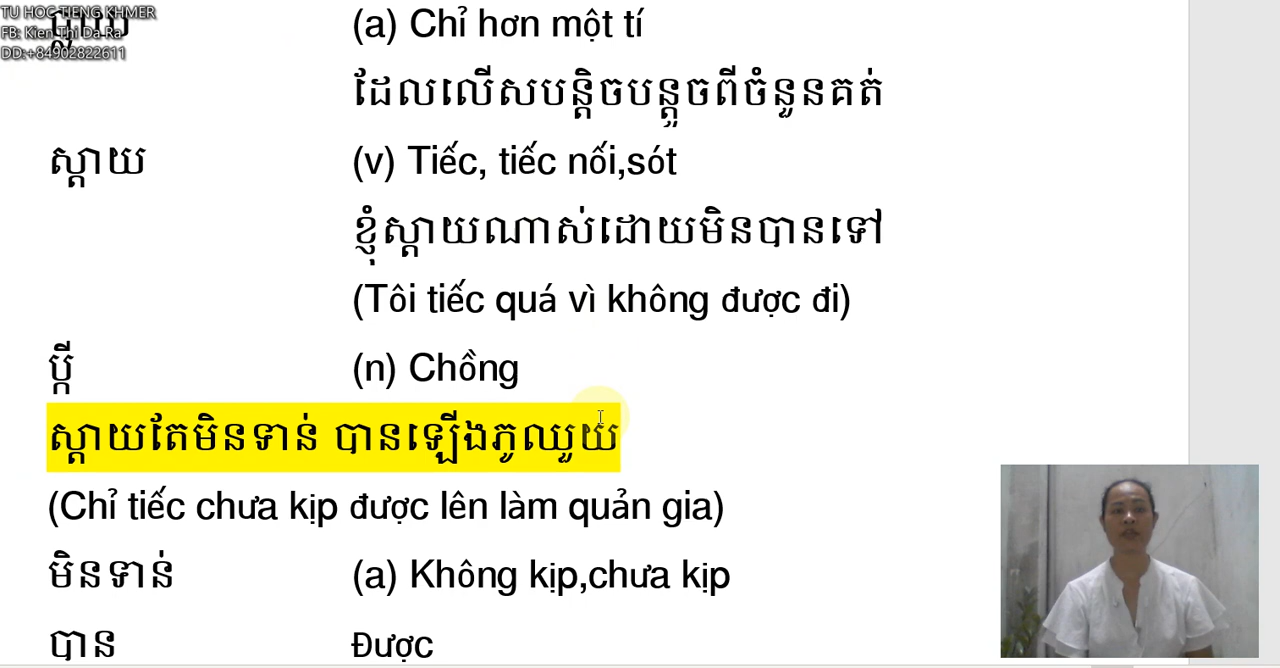 TU HOC TIENG KHMER
FB: Kien Thi Da Ra
DD:+84902822611
(a) Chỉ hơn một tí
ដែលលើសបន្តិចបន្តួចពីចំនួនគត់
ស្តាយ (v) Tiếc, tiếc nối,sót
ខ្ញុំស្តាយណាស់ដោយមិនបានទៅ
(Tôi tiếc quá vì không được đi)
ប្តី (n) Chồng
ស្តាយតែមិនទាន់ បានឡើងភូឈួយ
(Chỉ tiếc chưa kịp được lên làm quản gia)
មិនទាន់ (a) Không kịp,chưa kịp
បាន Được